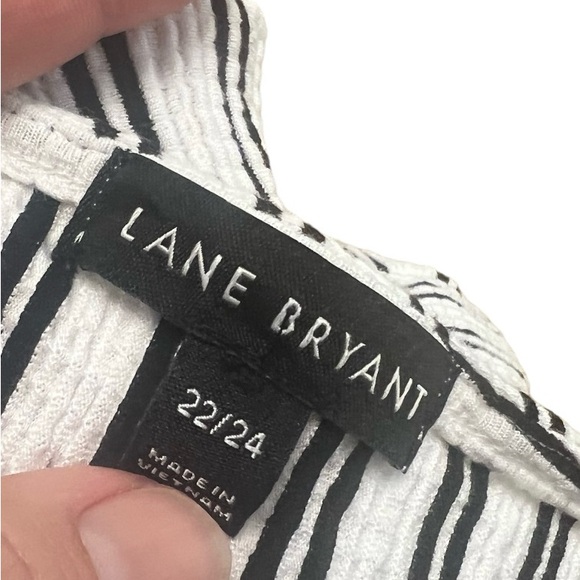 LANE BRYANT
22/24
MADE IN
VIETNAM